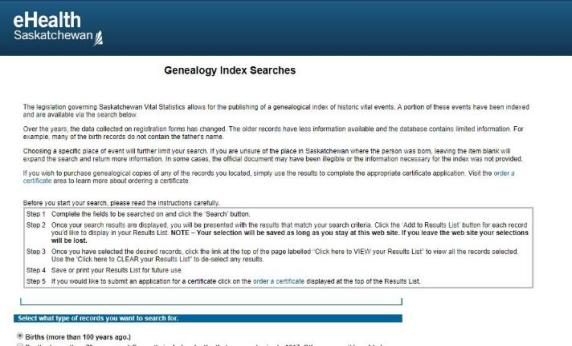 eHealth
Saskatchewan
Genealogy Index Searches
The legislation governing Saskatchewan Vital Statistics allows for the publishing of a genealogical index of historic vital events. A portion of these events have been indexed
and are available via the search below.
Over the years, the data collected on registration forms has changed. The older records have less information available and the database contains limited information. For
example, many of the birth records do not contain the father's name.
Choosing a specific place of event will further limit your search. If you are unsure of the place in Saskatchewan where the person was born, leaving the item blank will
expand the search and return more information. In some cases, the official document may have been illegible or the information necessary for the index was not provided.
If you wish to purchase genealogical copies of any of the records you located, simply use the results to complete the appropriate certificate application. Visit the order a
certificate area to learn more about ordering a certificate
Before you start your search, please read the instructions carefully.
Step 1 Complete the fields to be searched on and click the 'Search' button.
Step 2 Once your search results are displayed, you will be presented with the results that match your search criteria. Click the 'Add to Results List' button for each record
you'd like to display in your Results List. NOTE – Your selection will be saved as long as you stay at this web site. If you leave the web site your selections
will be lost.
Step 3 Once you have selected the desired records, click the link at the top of the page labelled "Click here to VIEW your Results List" to view all the records selected.
Use the "Click here to CLEAR your Results List" to de-select any results.
Step 4 Save or print your Results List for future use.
Step 5 If you would like to submit an application for a certificate click on the order a certificate displayed at the top of the Results List.
Select what type of records you want to search for.
Births (more than 100 years ago.)